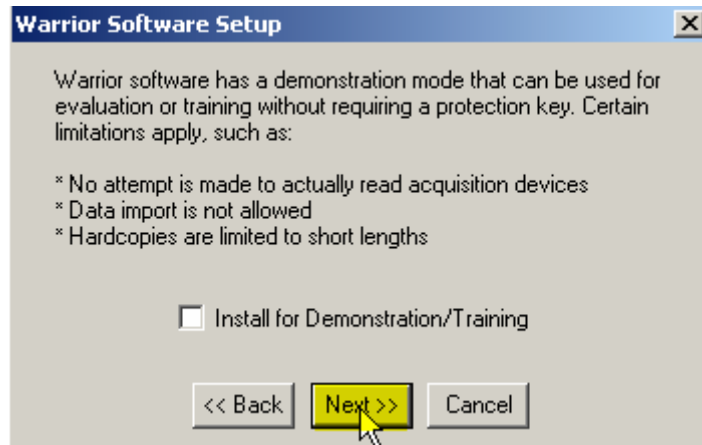 Warrior Software Setup
Warrior software has a demonstration mode that can be used for
evaluation or training without requiring a protection key. Certain
limitations apply, such as:
* No attempt is made to actually read acquisition devices
* Data import is not allowed
* Hardcopies are limited to short lengths
Install for Demonstration/Training
<< Back Next >> Cancel